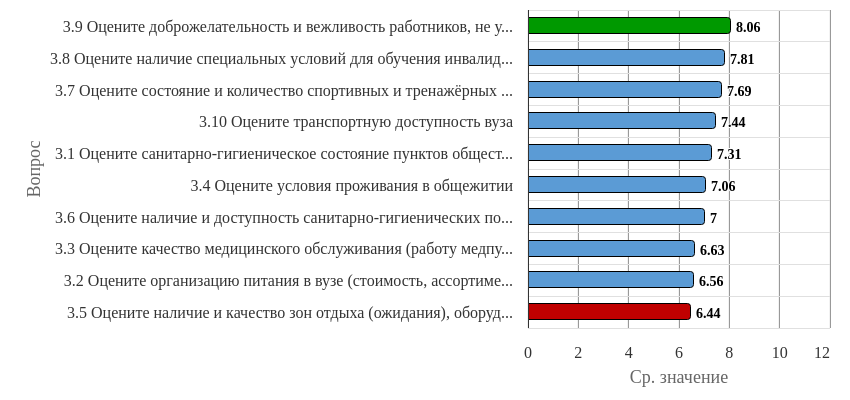 3.9 Оцените доброжелательность и вежливость работников, не у... 8.06
3.8 Оцените наличие специальных условий для обучения инвалид... 7.81
3.7 Оцените состояние и количество спортивных и тренажёрных ... 7.69
3.10 Оцените транспортную доступность вуза 7.44
3.1 Оцените санитарно-гигиеническое состояние пунктов общест... 7.31
3.4 Оцените условия проживания в общежитии 7.06
3.6 Оцените наличие и доступность санитарно-гигиенических по... 7
3.3 Оцените качество медицинского обслуживания (работу медпу... 6.63
3.2 Оцените организацию питания в вузе (стоимость, ассортиме... 6.56
3.5 Оцените наличие и качество зон отдыха (ожидания), оборуд... 6.44
Вопрос
0 2 4 6 8 10 12
Ср. значение